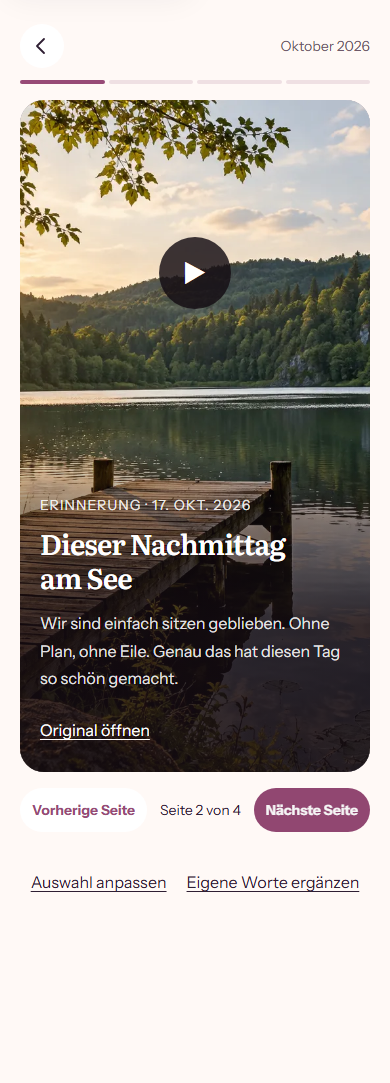 Oktober 2026
ERINNERUNG · 17. OKT. 2026
Dieser Nachmittag
am See
Wir sind einfach sitzen geblieben. Ohne
Plan, ohne Eile. Genau das hat diesen Tag
so schön gemacht.
Original öffnen
Vorherige Seite
Seite 2 von 4
Nächste Seite
Auswahl anpassen
Eigene Worte ergänzen